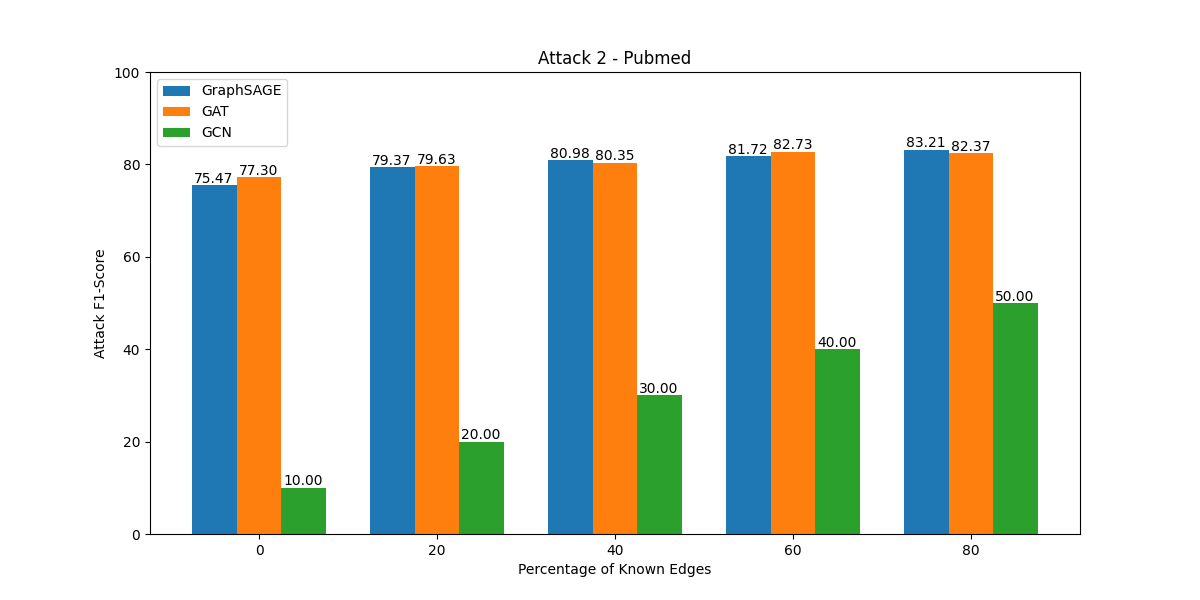 Attack 2 - Pubmed
GraphSAGE
GAT
GCN
Attack F1-Score
100
80
60
40
20
0
75.47 77.30 10.00
79.37 79.63 20.00
80.98 80.35 30.00
81.72 82.73 40.00
83.21 82.37 50.00
0 20 40 60 80
Percentage of Known Edges